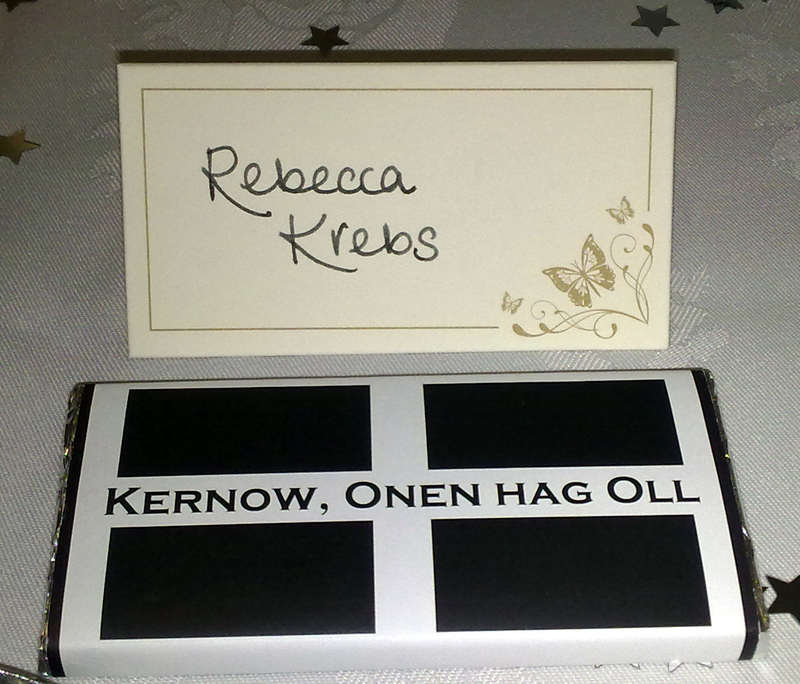 Rebecca
Krebs
KERNOW, ONEN HAG OLL